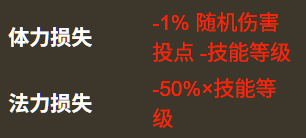 体力损失
-1% 随机伤害
投点 -技能等级
法力损失
-50%×技能等
级